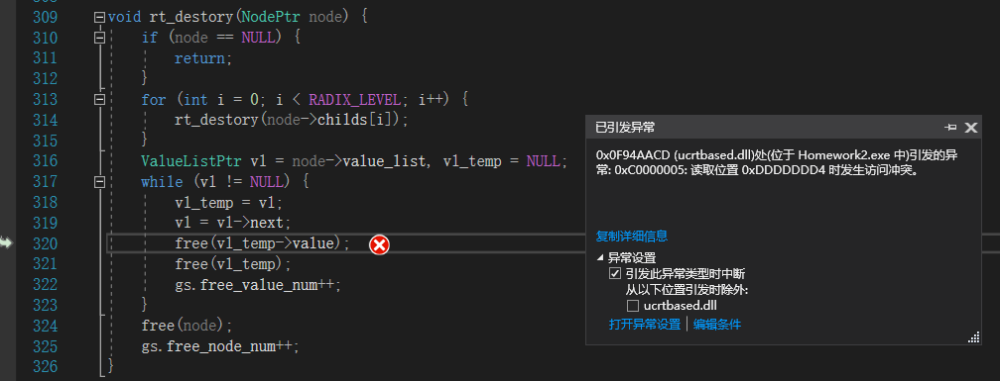 309 void rt_destory(NodePtr node) {
310 if (node == NULL) {
311 return;
312 }
313 for (int i = 0; i < RADIX_LEVEL; i++) {
314 rt_destory(node->childs[i]);
315 }
316 ValueListPtr vl = node->value_list, vl_temp = NULL;
317 while (vl != NULL) {
318 vl_temp = vl;
319 vl = vl->next;
320 free(vl_temp->value);
321 free(vl_temp);
322 gs.free_value_num++;
323 }
324 free(node);
325 gs.free_node_num++;
326 }
已引发异常
0x0F94AACD (ucrtbased.dll)处(位于 Homework2.exe 中)引发的异
常: 0xC0000005: 读取位置 0xDDDDDDD4 时发生访问冲突。
复制详细信息
异常设置
引发此异常类型时中断
从以下位置引发时除外:
ucrtbased.dll
打开异常设置 | 编辑条件